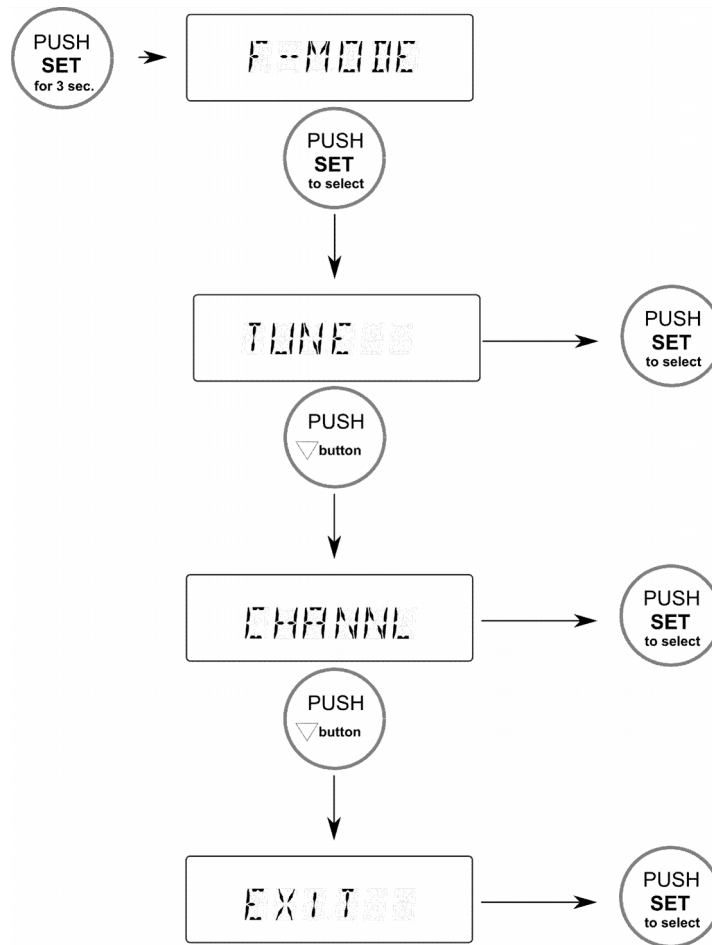 PUSH
SET
for 3 sec.
F-MODE
PUSH
SET
to select
TUNE
PUSH
SET
to select
PUSH
button
CHANNL
PUSH
SET
to select
PUSH
button
EXIT
PUSH
SET
to select